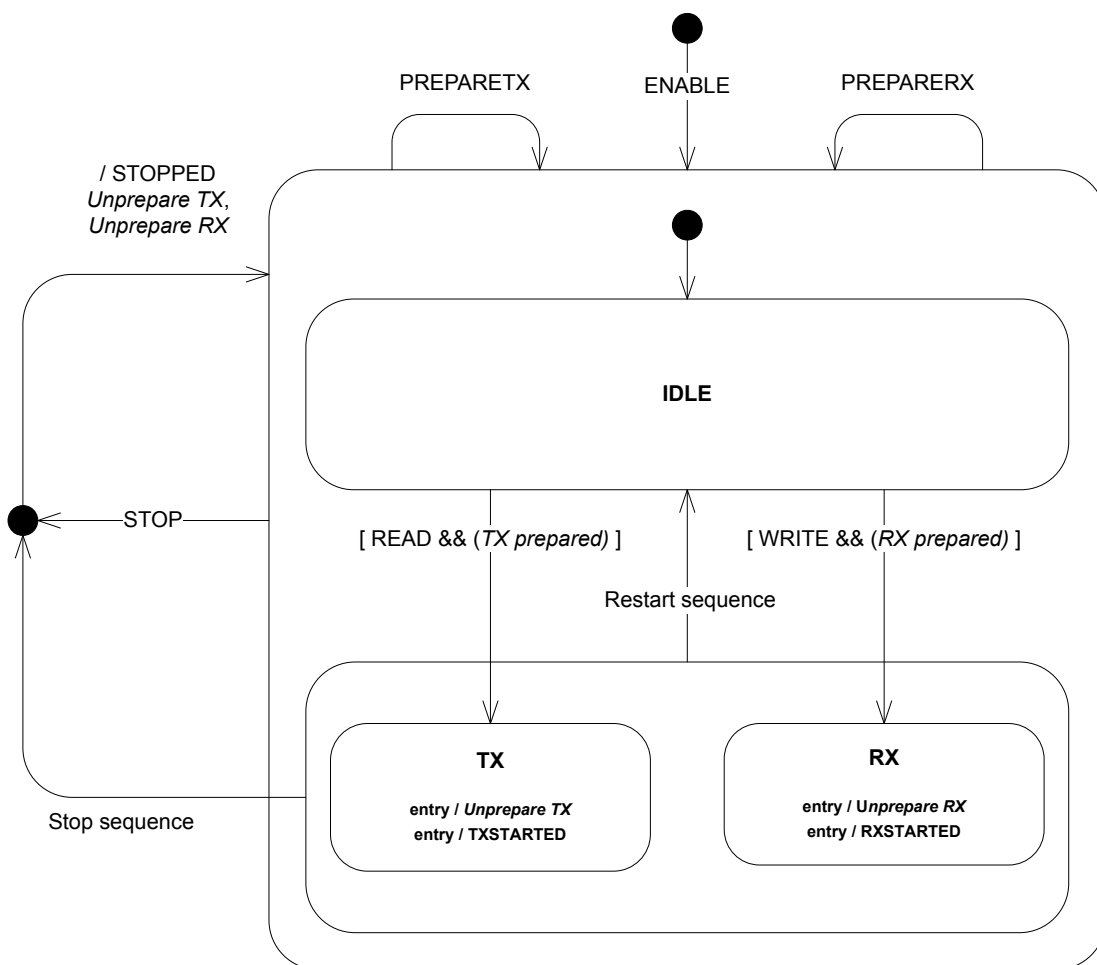 PREPARETX
ENABLE
PREPARERX
/ STOPPED
Unprepare TX,
Unprepare RX
IDLE
STOP
[ READ && (TX prepared) ]
[ WRITE && (RX prepared) ]
Restart sequence
TX
entry / Unprepare TX
entry / TXSTARTED
RX
entry / Unprepare RX
entry / RXSTARTED
Stop sequence